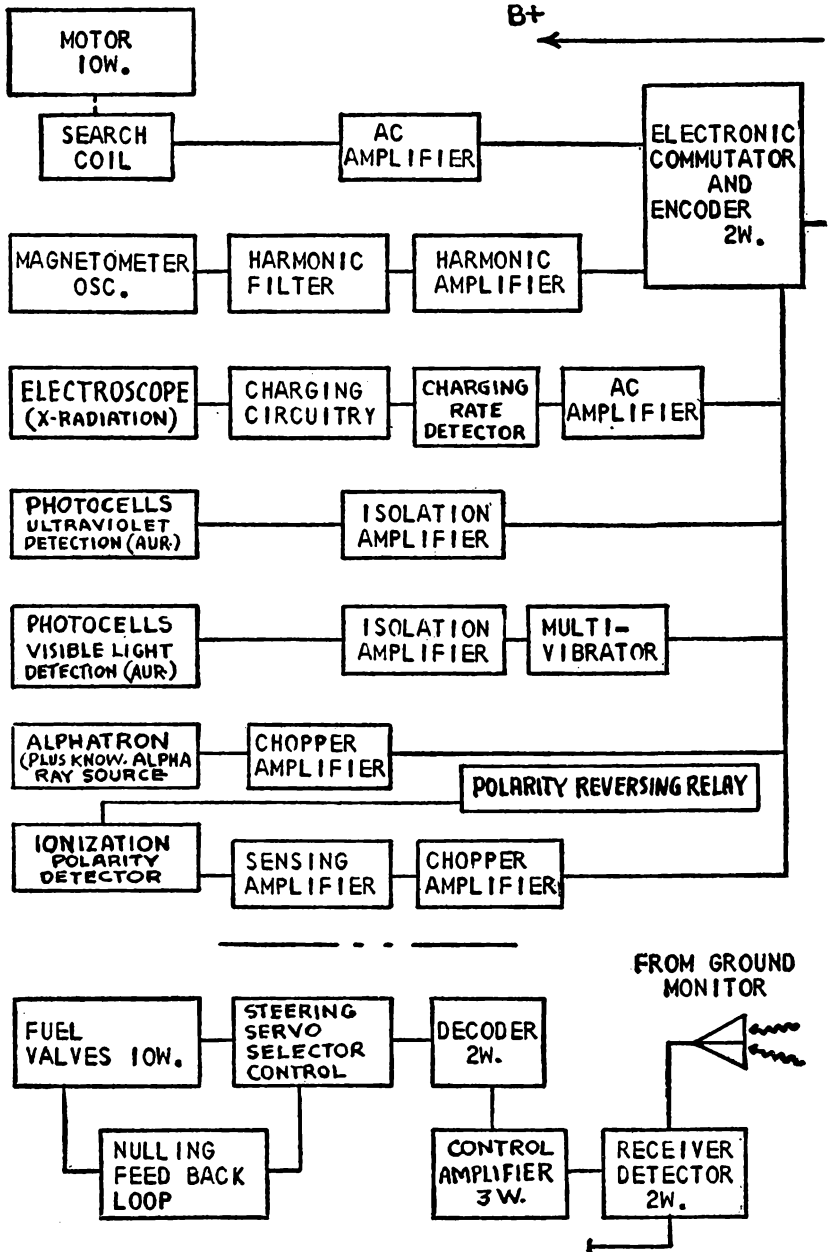 B+
MOTOR
10W.
SEARCH
COIL
AC
AMPLIFIER
ELECTRONIC
COMMUTATOR
AND
ENCODER
2W.
MAGNETOMETER
OSC.
HARMONIC
FILTER
HARMONIC
AMPLIFIER
ELECTROSCOPE
(X-RADIATION)
CHARGING
CIRCUITRY
CHARGING
RATE
DETECTOR
AC
AMPLIFIER
PHOTOCELLS
ULTRAVIOLET
DETECTION (AUR.)
ISOLATION
AMPLIFIER
PHOTOCELLS
VISIBLE LIGHT
DETECTION (AUR.)
ISOLATION
AMPLIFIER
MULTI-
VIBRATOR
ALPHATRON
(PLUS KNOW. ALPHA
RAY SOURCE
CHOPPER
AMPLIFIER
POLARITY REVERSING RELAY
IONIZATION
POLARITY
DETECTOR
SENSING
AMPLIFIER
CHOPPER
AMPLIFIER
FROM GROUND
MONITOR
FUEL
VALVES 10W.
STEERING
SERVO
SELECTOR
CONTROL
DECODER
2W.
NULLING
FEED BACK
LOOP
CONTROL
AMPLIFIER
3W.
RECEIVER
DETECTOR
2W.